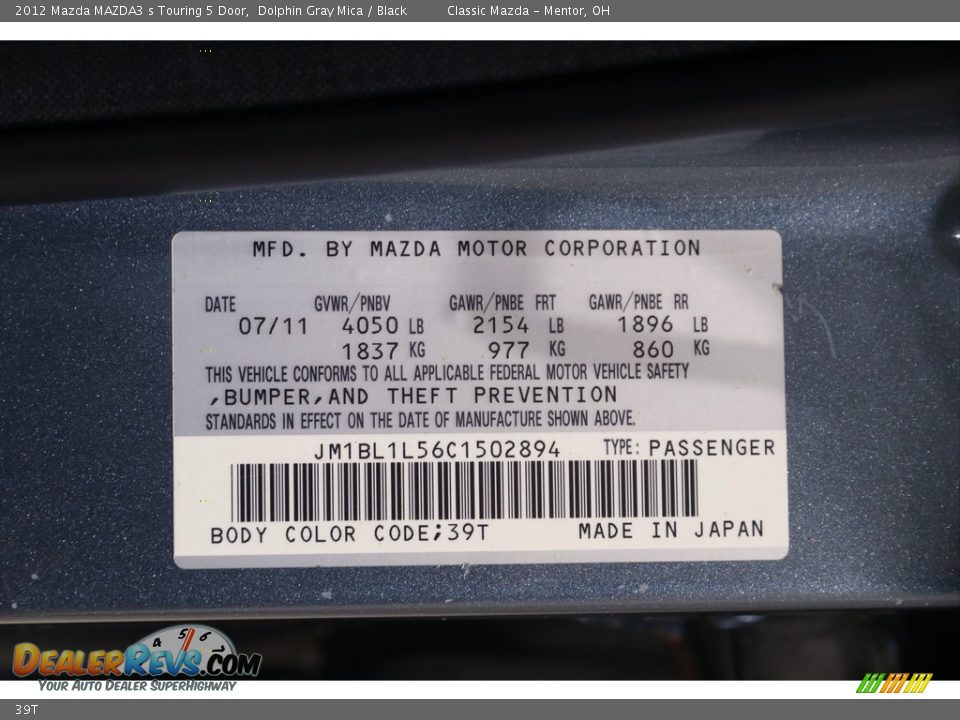 2012 Mazda MAZDA3 s Touring 5 Door, Dolphin Gray Mica / Black Classic Mazda - Mentor, OH
MFD. BY MAZDA MOTOR CORPORATION
DATE GVWR/PNBV GAWR/PNBE FRT GAWR/PNBE RR
07/11 4050 LB 2154 LB 1896 LB
1837 KG 977 KG 860 KG
THIS VEHICLE CONFORMS TO ALL APPLICABLE FEDERAL MOTOR VEHICLE SAFETY
,BUMPER,AND THEFT PREVENTION
STANDARDS IN EFFECT ON THE DATE OF MANUFACTURE SHOWN ABOVE.
JM1BL1L56C1502894 TYPE: PASSENGER
BODY COLOR CODE;39T MADE IN JAPAN
4 5 6
DEALERREVS.COM
YOUR AUTO DEALER SUPERHIGHWAY
39T